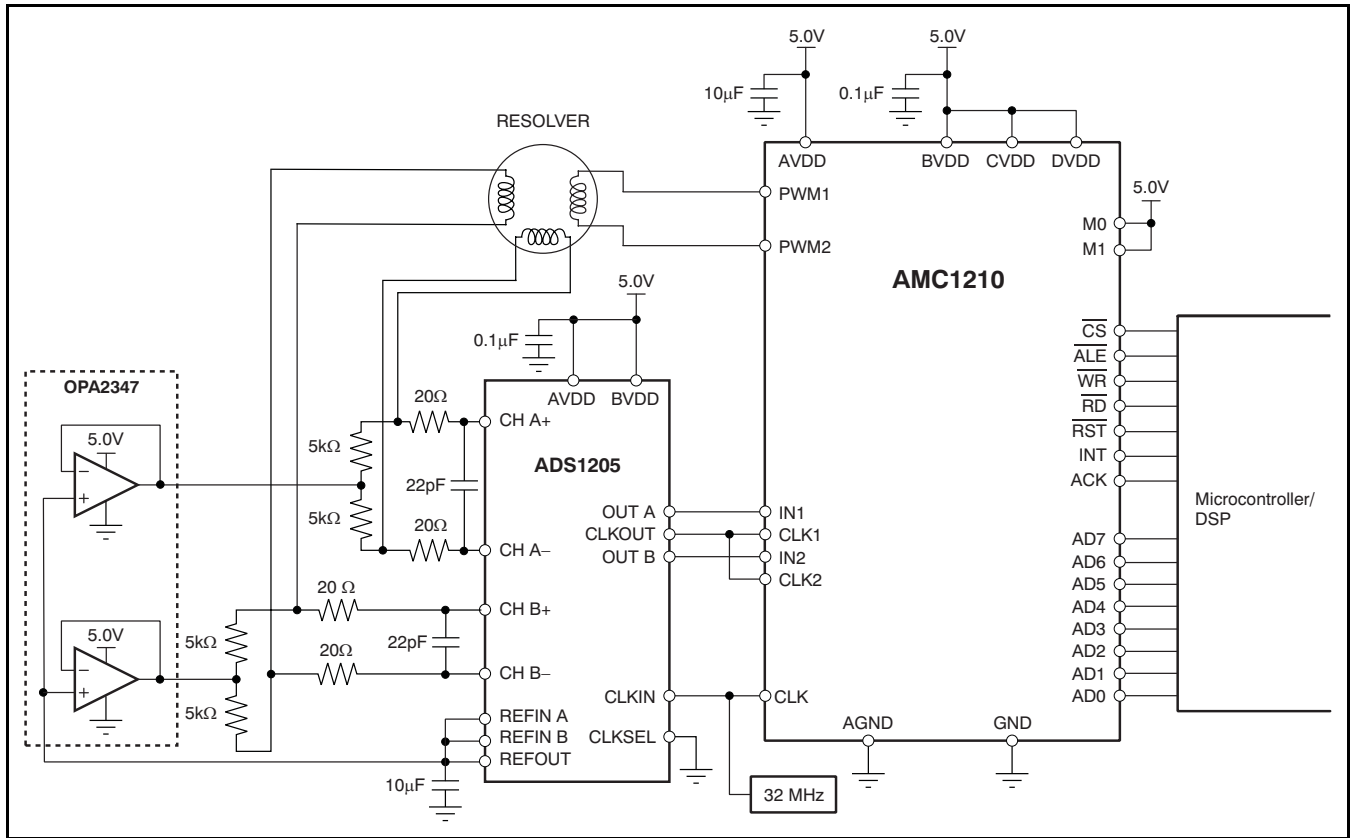 5.0V
5.0V
10μF
0.1μF
RESOLVER
AVDD
BVDD
CVDD
DVDD
PWM1
PWM2
5.0V
M0
M1
AMC1210
5.0V
0.1μF
CS
ALE
WR
RD
RST
INT
ACK
Microcontroller/
DSP
AD7
AD6
AD5
AD4
AD3
AD2
AD1
AD0
OPA2347
5.0V
−
+
5.0V
−
+
AVDD
BVDD
20Ω
CH A+
5kΩ
ADS1205
22pF
5kΩ
20Ω
CH A−
OUT A
CLKOUT
OUT B
IN1
CLK1
IN2
CLK2
20 Ω
CH B+
5kΩ
22pF
20Ω
CH B−
5kΩ
CLKIN
CLK
REFIN A
REFIN B
REFOUT
CLKSEL
10μF
AGND
GND
32 MHz